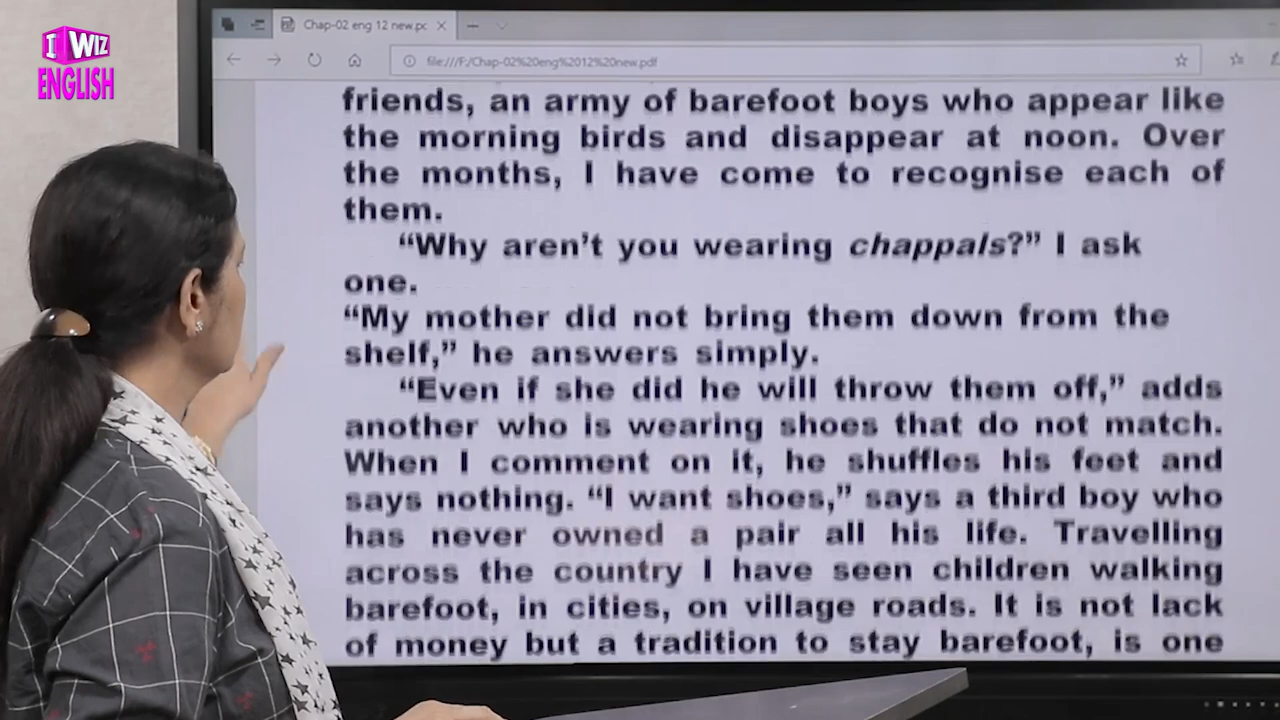 I WIZ
ENGLISH
Chap-02 eng 12 new.pc
file:///F:/Chap-02%20eng%2012%20new.pdf
friends, an army of barefoot boys who appear like
the morning birds and disappear at noon. Over
the months, I have come to recognise each of
them.
“Why aren’t you wearing chappals?” I ask
one.
“My mother did not bring them down from the
shelf,” he answers simply.
“Even if she did he will throw them off,” adds
another who is wearing shoes that do not match.
When I comment on it, he shuffles his feet and
says nothing. “I want shoes,” says a third boy who
has never owned a pair all his life. Travelling
across the country I have seen children walking
barefoot, in cities, on village roads. It is not lack
of money but a tradition to stay barefoot, is one